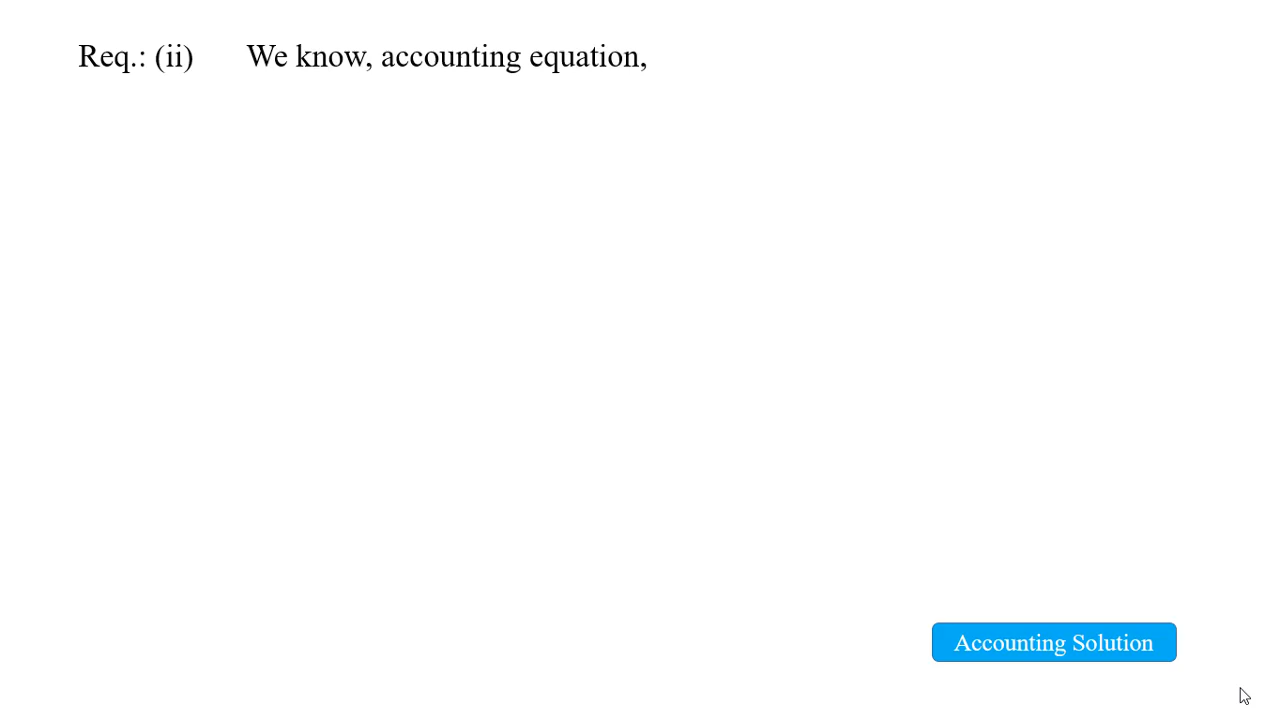 Req.: (ii) We know, accounting equation,
Accounting Solution